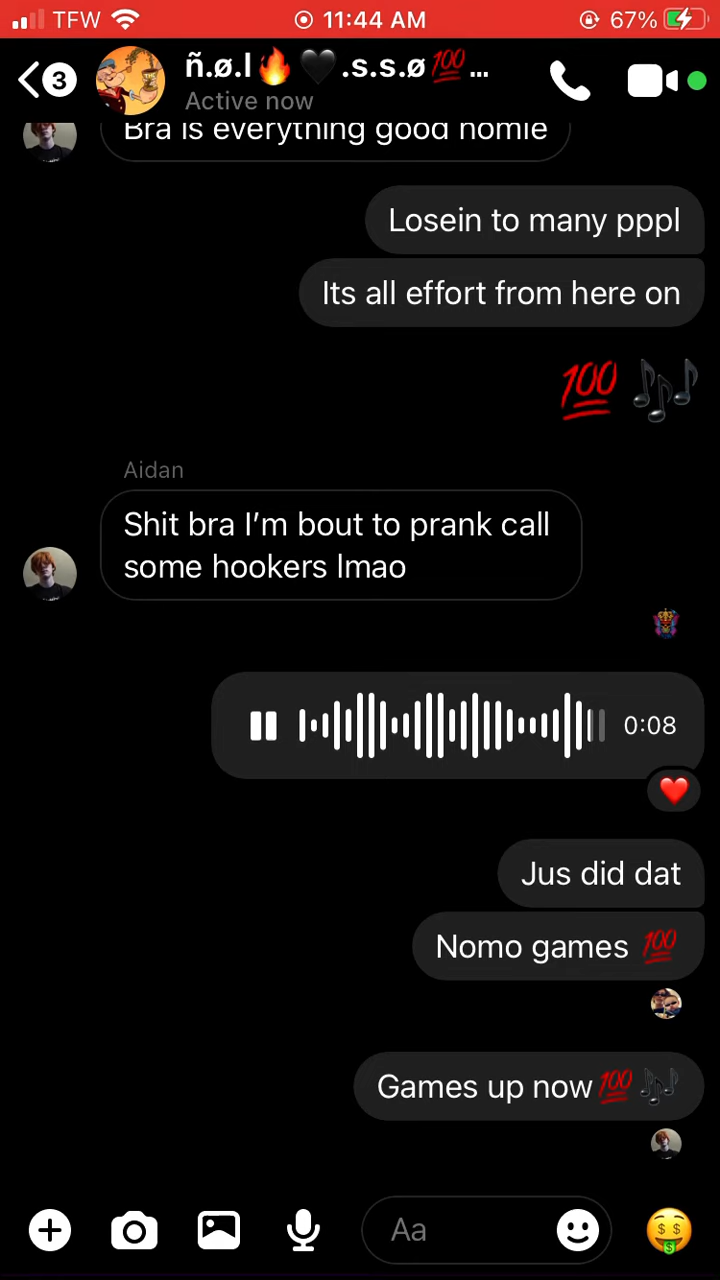 TFW 11:44 AM 67%
3 ñ.ø.l🔥🖤.s.s.ø💯...
Active now
Bra is everything good homie
Losein to many pppl
Its all effort from here on
💯 🎶
Aidan
Shit bra I'm bout to prank call
some hookers lmao
0:08
Jus did dat
Nomo games 💯
Games up now💯🎶
Aa